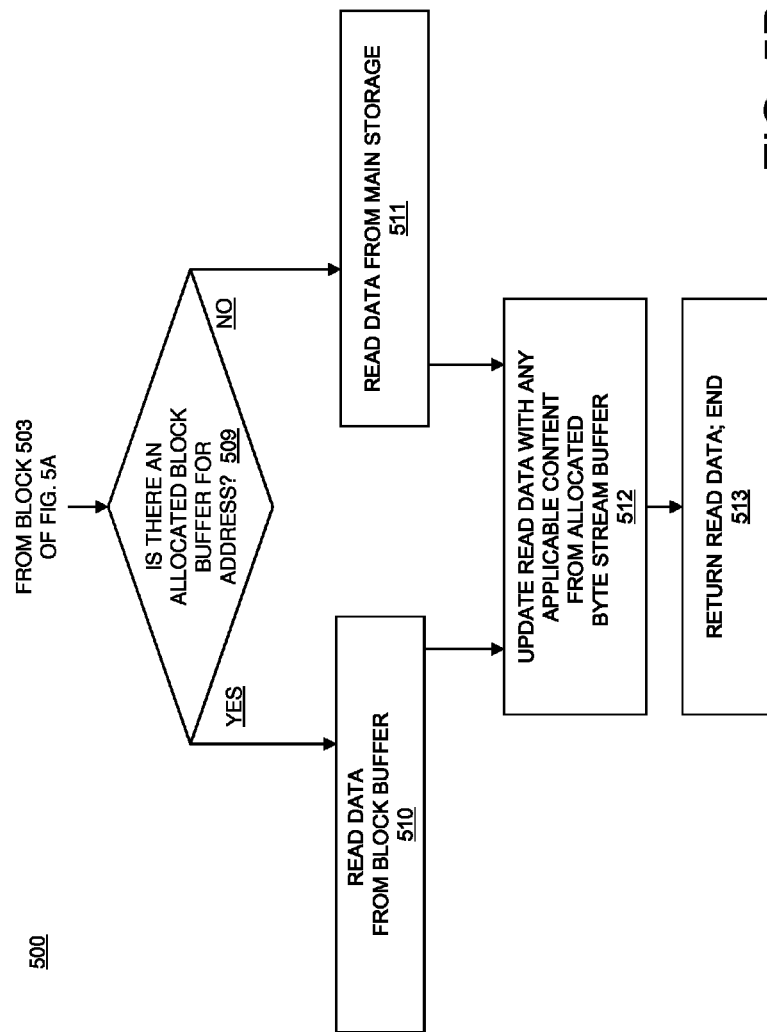 500
FROM BLOCK 503
OF FIG. 5A
IS THERE AN
ALLOCATED BLOCK
BUFFER FOR
ADDRESS? 509
YES
NO
READ DATA
FROM BLOCK BUFFER
510
READ DATA FROM MAIN STORAGE
511
UPDATE READ DATA WITH ANY
APPLICABLE CONTENT
FROM ALLOCATED
BYTE STREAM BUFFER
512
RETURN READ DATA; END
513